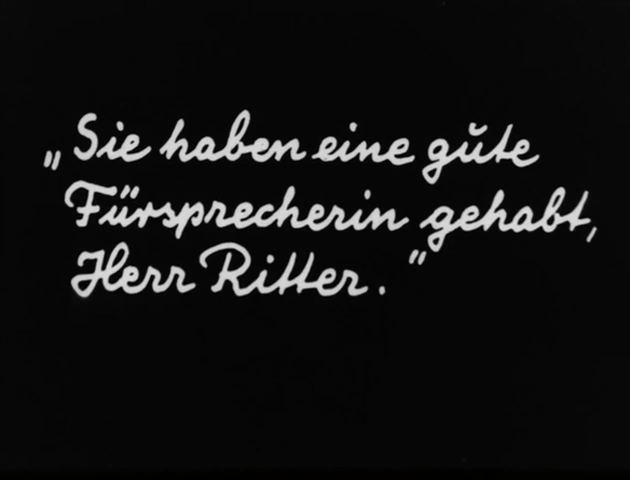 „Sie haben eine gute
Fürsprecherin gehabt,
Herr Ritter.”